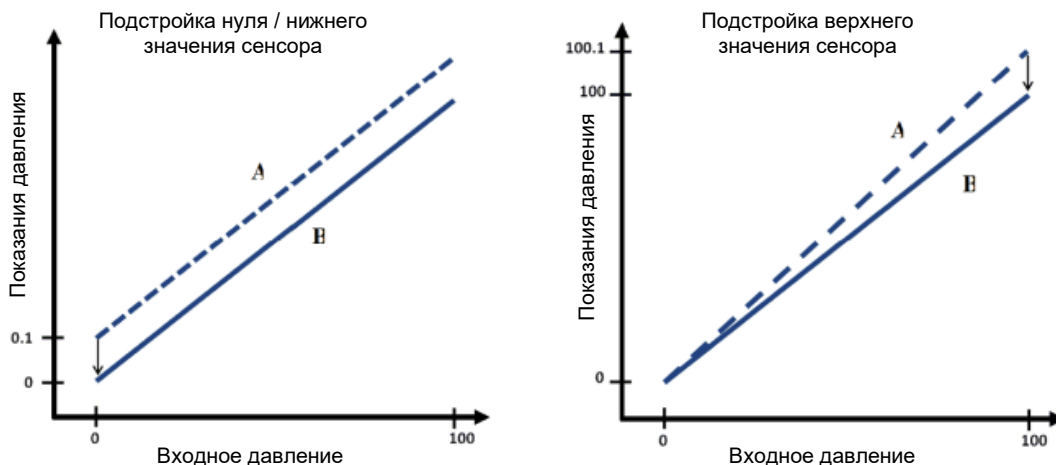 Подстройка нуля / нижнего
значения сенсора
Показания давления
A
B
0.1
0
0
100
Входное давление
Подстройка верхнего
значения сенсора
100.1
100
Показания давления
A
B
0
0
100
Входное давление